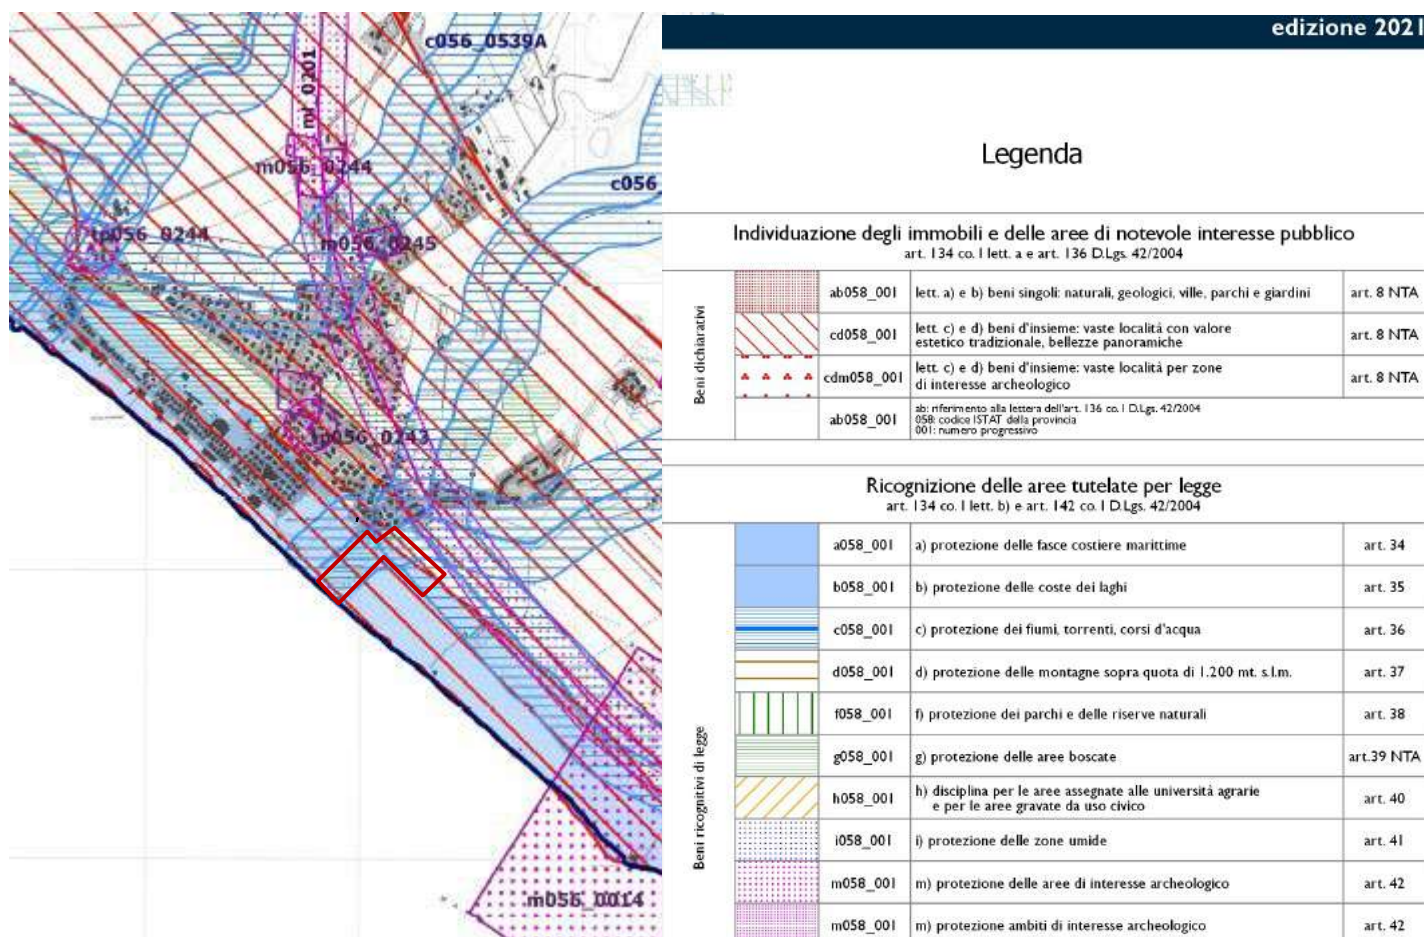 c056_0539A
ml_0201
m056_0244
c056_
tp056_0244
m056_0245
tp056_0243
m056_0014
edizione 2021
Legenda
Individuazione degli immobili e delle aree di notevole interesse pubblico
art. 134 co. 1 lett. a e art. 136 D.Lgs. 42/2004
Beni dichiarativi
ab058_001 lett. a) e b) beni singoli: naturali, geologici, ville, parchi e giardini art. 8 NTA
cd058_001 lett. c) e d) beni d'insieme: vaste località con valore
estetico tradizionale, bellezze panoramiche art. 8 NTA
cdm058_001 lett. c) e d) beni d'insieme: vaste località per zone
di interesse archeologico art. 8 NTA
ab058_001 ab: riferimento alla lettera dell'art. 136 co. 1 D.Lgs. 42/2004
058: codice ISTAT della provincia
001: numero progressivo
Ricognizione delle aree tutelate per legge
art. 134 co. 1 lett. b) e art. 142 co. 1 D.Lgs. 42/2004
Beni ricognitivi di legge
a058_001 a) protezione delle fasce costiere marittime art. 34
b058_001 b) protezione delle coste dei laghi art. 35
c058_001 c) protezione dei fiumi, torrenti, corsi d'acqua art. 36
d058_001 d) protezione delle montagne sopra quota di 1.200 mt. s.l.m. art. 37
f058_001 f) protezione dei parchi e delle riserve naturali art. 38
g058_001 g) protezione delle aree boscate art.39 NTA
h058_001 h) disciplina per le aree assegnate alle università agrarie
e per le aree gravate da uso civico art. 40
i058_001 i) protezione delle zone umide art. 41
m058_001 m) protezione delle aree di interesse archeologico art. 42
m058_001 m) protezione ambiti di interesse archeologico art. 42